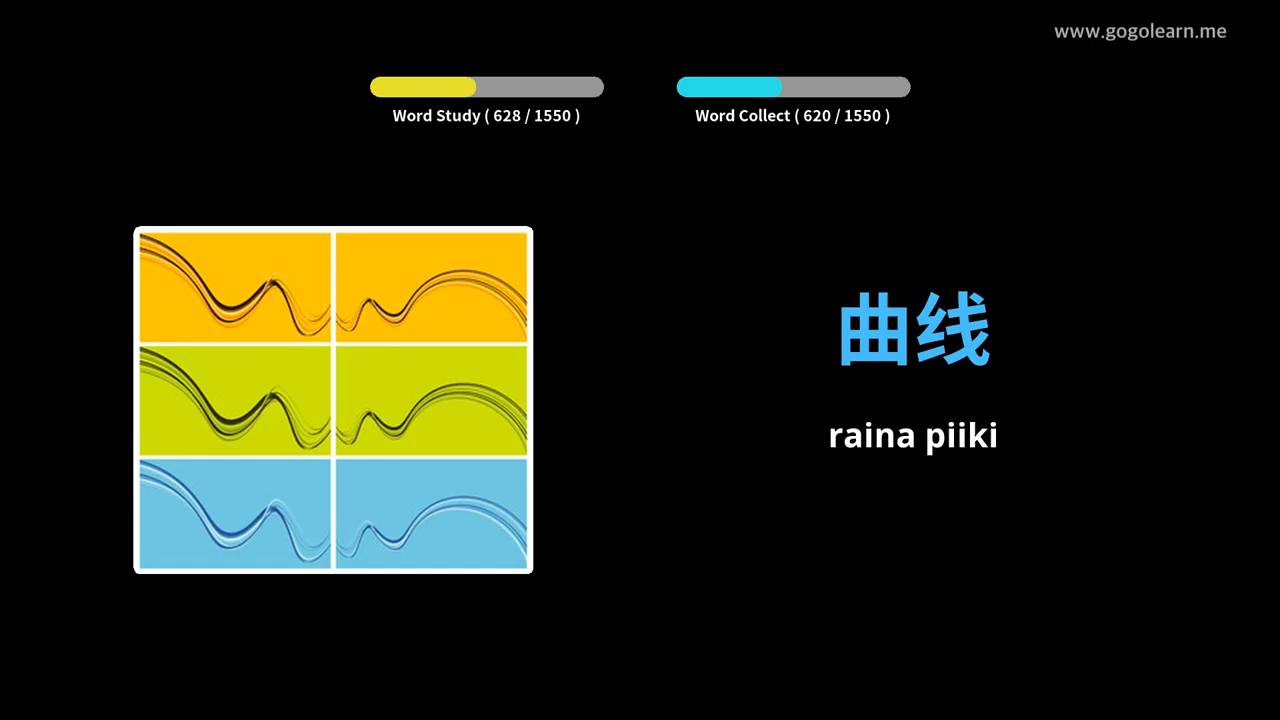 www.gogolearn.me
Word Study ( 628 / 1550 )
Word Collect ( 620 / 1550 )
曲线
raina piiki